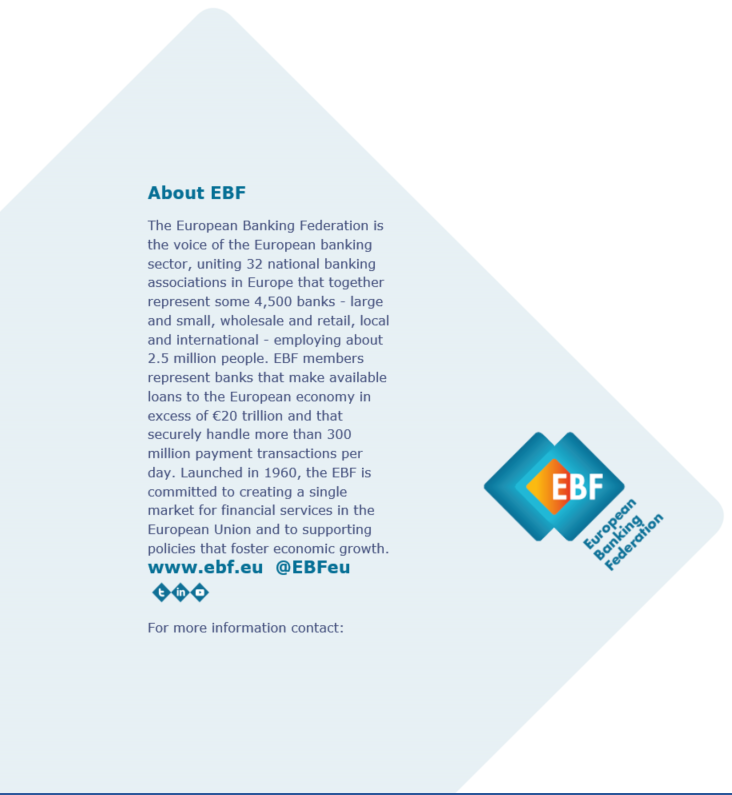 About EBF
The European Banking Federation is
the voice of the European banking
sector, uniting 32 national banking
associations in Europe that together
represent some 4,500 banks - large
and small, wholesale and retail, local
and international - employing about
2.5 million people. EBF members
represent banks that make available
loans to the European economy in
excess of €20 trillion and that
securely handle more than 300
million payment transactions per
day. Launched in 1960, the EBF is
committed to creating a single
market for financial services in the
European Union and to supporting
policies that foster economic growth.
www.ebf.eu @EBFeu
For more information contact:
EBF
European
Banking
Federation